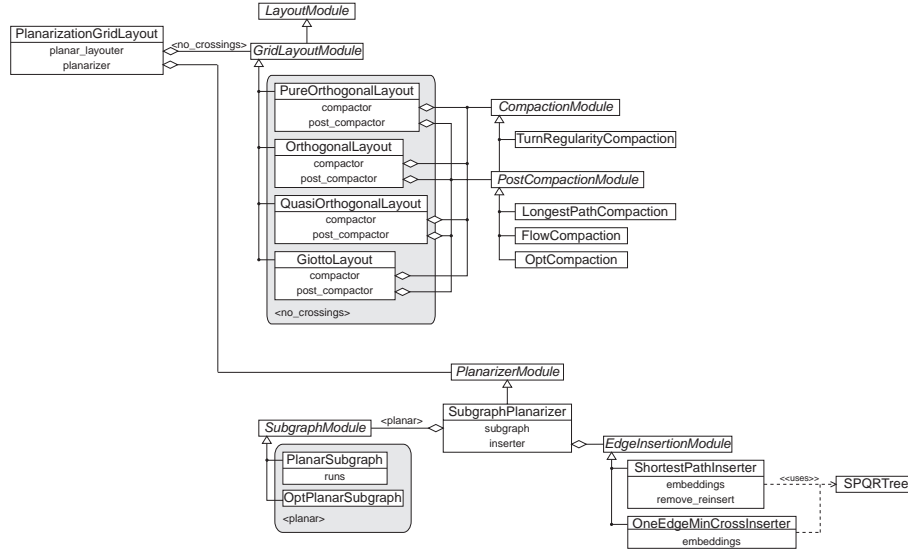 LayoutModule
PlanarizationGridLayout
planar_layouter
planarizer
<no_crossings>
GridLayoutModule
PureOrthogonalLayout
compactor
post_compactor
OrthogonalLayout
compactor
post_compactor
QuasiOrthogonalLayout
compactor
post_compactor
GiottoLayout
compactor
post_compactor
<no_crossings>
CompactionModule
TurnRegularityCompaction
PostCompactionModule
LongestPathCompaction
FlowCompaction
OptCompaction
PlanarizerModule
SubgraphPlanarizer
subgraph
inserter
<planar>
SubgraphModule
PlanarSubgraph
runs
OptPlanarSubgraph
<planar>
EdgeInsertionModule
ShortestPathInserter
embeddings
remove_reinsert
OneEdgeMinCrossInserter
embeddings
<<uses>>
SPQRTree